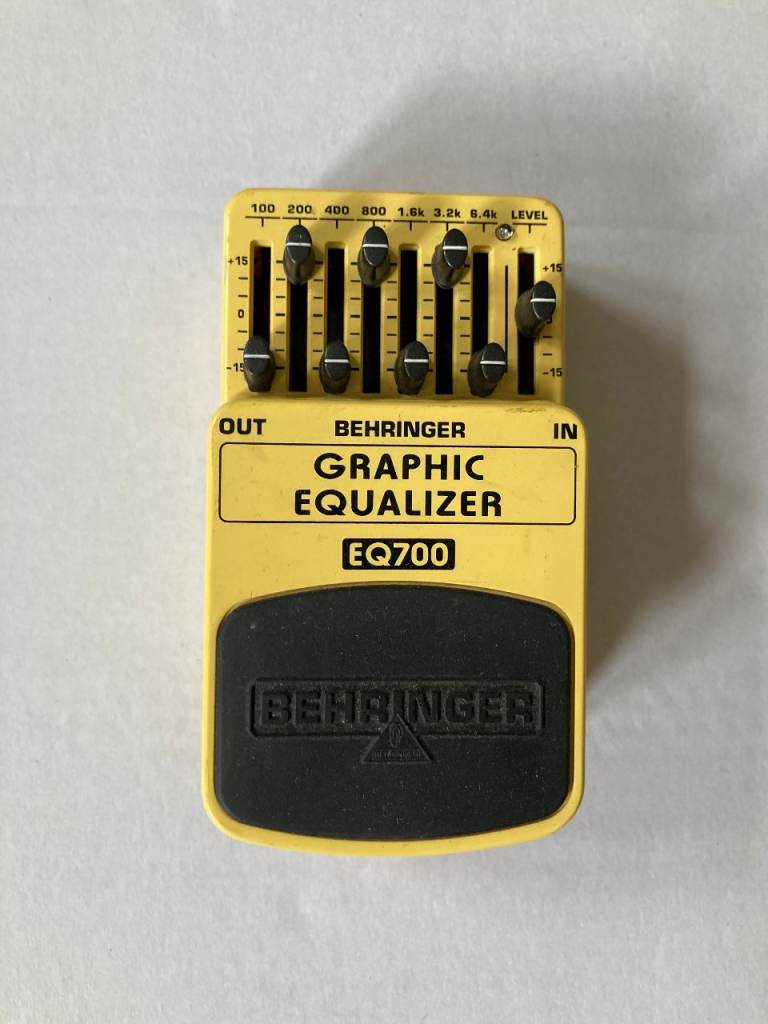 100 200 400 800 1.6k 3.2k 6.4k LEVEL
+15 +15
0
-15 -15
OUT BEHRINGER IN
GRAPHIC
EQUALIZER
EQ700
BEHRINGER